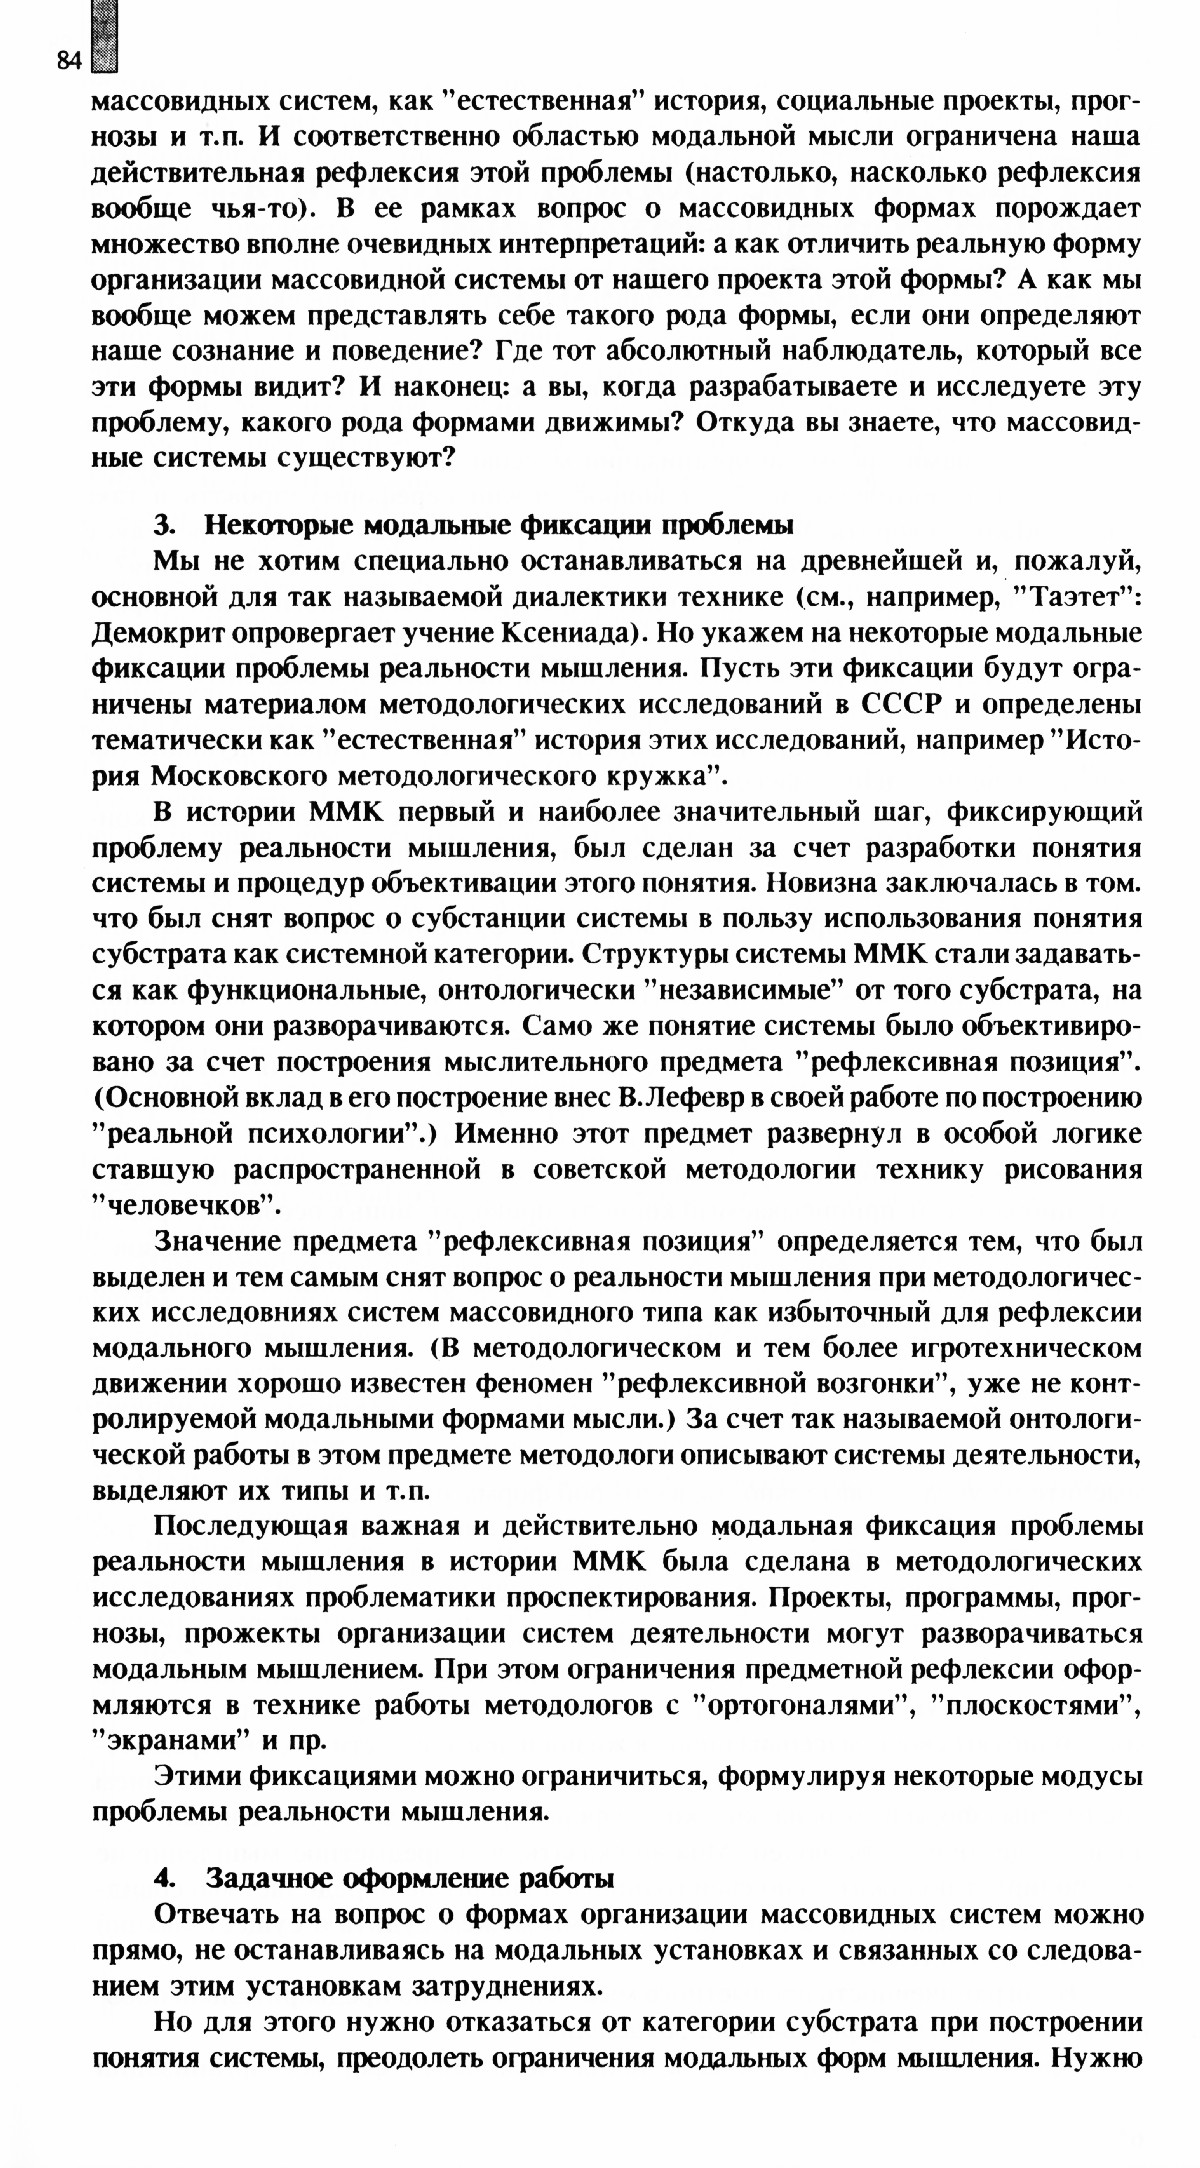 84
массовидных систем, как ”естественная” история, социальные проекты, прог-
нозы и т.п. И соответственно областью модальной мысли ограничена наша
действительная рефлексия этой проблемы (настолько, насколько рефлексия
вообще чья-то). В ее рамках вопрос о массовидных формах порождает
множество вполне очевидных интерпретаций: а как отличить реальную форму
организации массовидной системы от нашего проекта этой формы? А как мы
вообще можем представлять себе такого рода формы, если они определяют
наше сознание и поведение? Где тот абсолютный наблюдатель, который все
эти формы видит? И наконец: а вы, когда разрабатываете и исследуете эту
проблему, какого рода формами движимы? Откуда вы знаете, что массовид-
ные системы существуют?
3. Некоторые модальные фиксации проблемы
Мы не хотим специально останавливаться на древнейшей и, пожалуй,
основной для так называемой диалектики технике (см., например, ”Таэтет”:
Демокрит опровергает учение Ксениада). Но укажем на некоторые модальные
фиксации проблемы реальности мышления. Пусть эти фиксации будут огра-
ничены материалом методологических исследований в СССР и определены
тематически как ”естественная” история этих исследований, например ”Исто-
рия Московского методологического кружка”.
В истории ММК первый и наиболее значительный шаг, фиксирующий
проблему реальности мышления, был сделан за счет разработки понятия
системы и процедур объективации этого понятия. Новизна заключалась в том.
что был снят вопрос о субстанции системы в пользу использования понятия
субстрата как системной категории. Структуры системы ММК стали задавать-
ся как функциональные, онтологически ”независимые” от того субстрата, на
котором они разворачиваются. Само же понятие системы было объективиро-
вано за счет построения мыслительного предмета ”рефлексивная позиция”.
(Основной вклад в его построение внес В.Лефевр в своей работе по построению
”реальной психологии”.) Именно этот предмет развернул в особой логике
ставшую распространенной в советской методологии технику рисования
”человечков”.
Значение предмета ”рефлексивная позиция” определяется тем, что был
выделен и тем самым снят вопрос о реальности мышления при методологичес-
ких исследовниях систем массовидного типа как избыточный для рефлексии
модального мышления. (В методологическом и тем более игротехническом
движении хорошо известен феномен ”рефлексивной возгонки”, уже не конт-
ролируемой модальными формами мысли.) За счет так называемой онтологи-
ческой работы в этом предмете методологи описывают системы деятельности,
выделяют их типы и т.п.
Последующая важная и действительно модальная фиксация проблемы
реальности мышления в истории ММК была сделана в методологических
исследованиях проблематики проспектирования. Проекты, программы, прог-
нозы, прожекты организации систем деятельности могут разворачиваться
модальным мышлением. При этом ограничения предметной рефлексии офор-
мляются в технике работы методологов с ”ортогоналями”, ”плоскостями”,
”экранами” и пр.
Этими фиксациями можно ограничиться, формулируя некоторые модусы
проблемы реальности мышления.
4. Задачное оформление работы
Отвечать на вопрос о формах организации массовидных систем можно
прямо, не останавливаясь на модальных установках и связанных со следова-
нием этим установкам затруднениях.
Но для этого нужно отказаться от категории субстрата при построении
понятия системы, преодолеть ограничения модальных форм мышления. Нужно